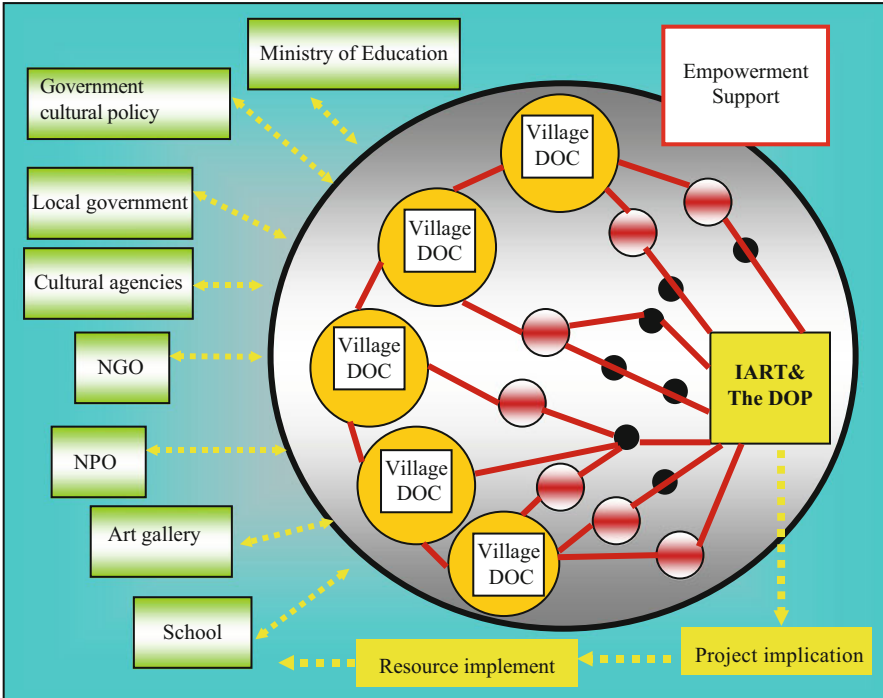 Ministry of Education
Government
cultural policy
Empowerment
Support
Village
DOC
Local government
Village
DOC
Cultural agencies
NGO
Village
DOC
IART&
The DOP
NPO
Village
DOC
Art gallery
Village
DOC
School
Resource implement
Project implication